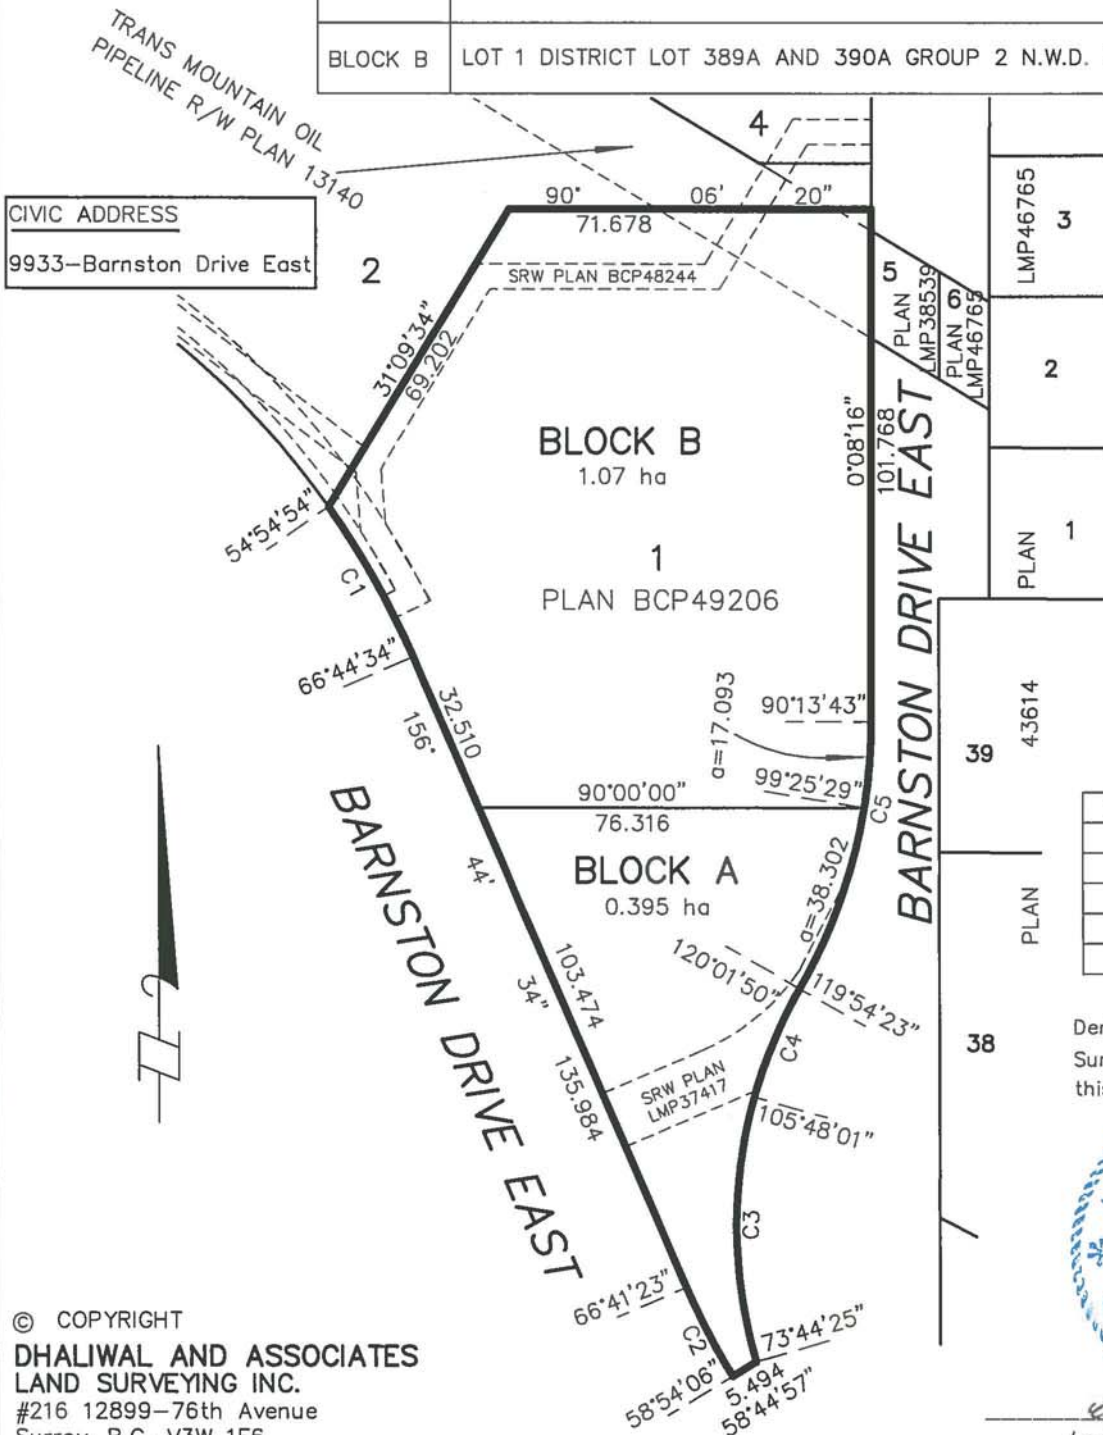 BLOCK B
LOT 1 DISTRICT LOT 389A AND 390A GROUP 2 N.W.D.
TRANS MOUNTAIN OIL
PIPELINE R/W PLAN 13140
CIVIC ADDRESS
9933-Barnston Drive East
4
90° 06' 20"
71.678
SRW PLAN BCP48244
2
31°09'34"
69.202
5
PLAN
LMP38539
6
PLAN
LMP46765
LMP46765
3
2
PLAN
1
BLOCK B
1.07 ha
1
PLAN BCP49206
0°08'16"
101.768
BARNSTON DRIVE EAST
54°54'54"
C1
66°44'34"
32.510
156°
44'
34"
a=17.093
90°13'43"
99°25'29"
C5
90°00'00"
76.316
BLOCK A
0.395 ha
a=38.302
120°01'50"
119°54'23"
C4
39
43614
PLAN
38
103.474
135.984
BARNSTON DRIVE EAST
SRW PLAN
LMP37417
105°48'01"
C3
66°41'23"
C2
73°44'25"
58°54'06"
5.494
58°44'57"
© COPYRIGHT
DHALIWAL AND ASSOCIATES
LAND SURVEYING INC.
#216 12899-76th Avenue